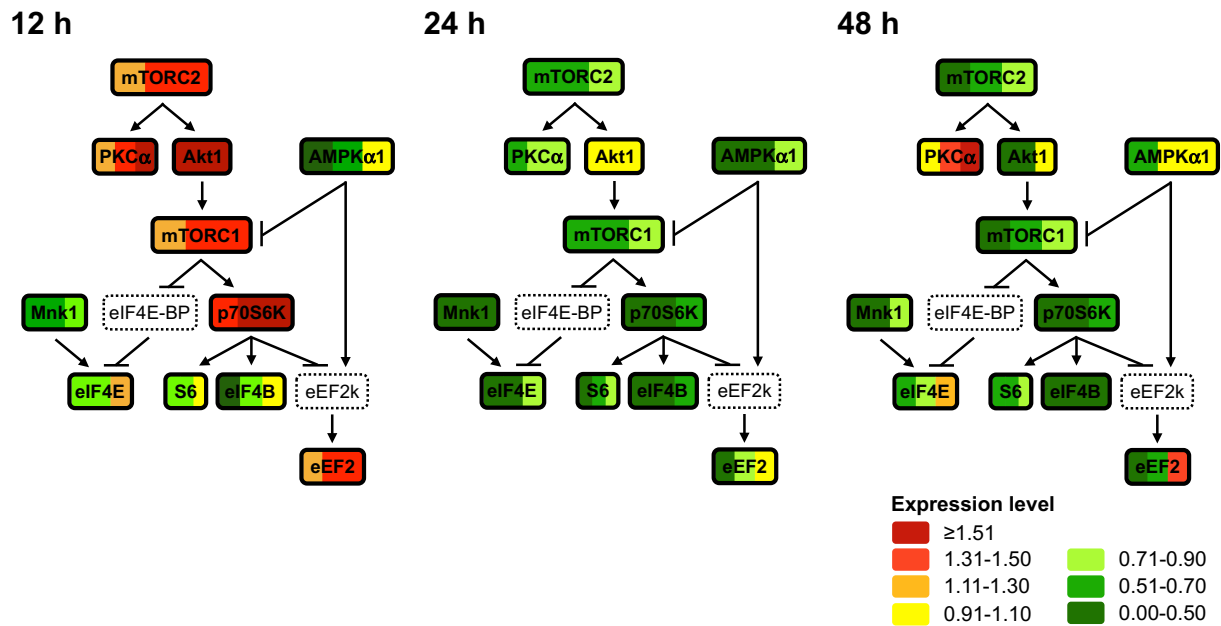 12 h
24 h
48 h
mTORC2
mTORC2
mTORC2
PKCα
Akt1
AMPKα1
PKCα
Akt1
AMPKα1
PKCα
Akt1
AMPKα1
mTORC1
mTORC1
mTORC1
Mnk1
eIF4E-BP
p70S6K
Mnk1
eIF4E-BP
p70S6K
Mnk1
eIF4E-BP
p70S6K
eIF4E
S6
eIF4B
eEF2k
eIF4E
S6
eIF4B
eEF2k
eIF4E
S6
eIF4B
eEF2k
eEF2
eEF2
eEF2
Expression level
≥1.51
1.31-1.50
0.71-0.90
1.11-1.30
0.51-0.70
0.91-1.10
0.00-0.50